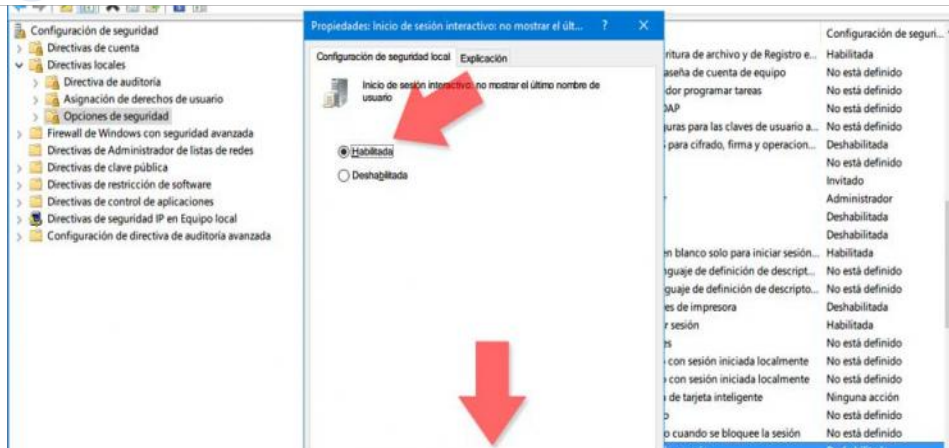 Configuración de seguridad
Directivas de cuenta
Directivas locales
Directiva de auditoría
Asignación de derechos de usuario
Opciones de seguridad
Firewall de Windows con seguridad avanzada
Directivas de Administrador de listas de redes
Directivas de clave pública
Directivas de restricción de software
Directivas de control de aplicaciones
Directivas de seguridad IP en Equipo local
Configuración de directiva de auditoría avanzada
Propiedades: Inicio de sesión interactivo: no mostrar el últ... ? X
Configuración de seguridad local Explicación
Inicio de sesión interactivo: no mostrar el último nombre de
usuario
Habilitada
Deshabilitada
Configuración de seguri...
ritura de archivo y de Registro e... Habilitada
aseña de cuenta de equipo No está definido
dor programar tareas No está definido
DAP No está definido
juras para las claves de usuario a... No está definido
para cifrado, firma y operacion... Deshabilitada
No está definido
Invitado
Administrador
Deshabilitada
Deshabilitada
en blanco solo para iniciar sesión... Habilitada
nguaje de definición de descript... No está definido
guaje de definición de descripto... No está definido
es de impresora Deshabilitada
r sesión Habilitada
es No está definido
con sesión iniciada localmente No está definido
con sesión iniciada localmente No está definido
de tarjeta inteligente Ninguna acción
o No está definido
o cuando se bloquee la sesión No está definido